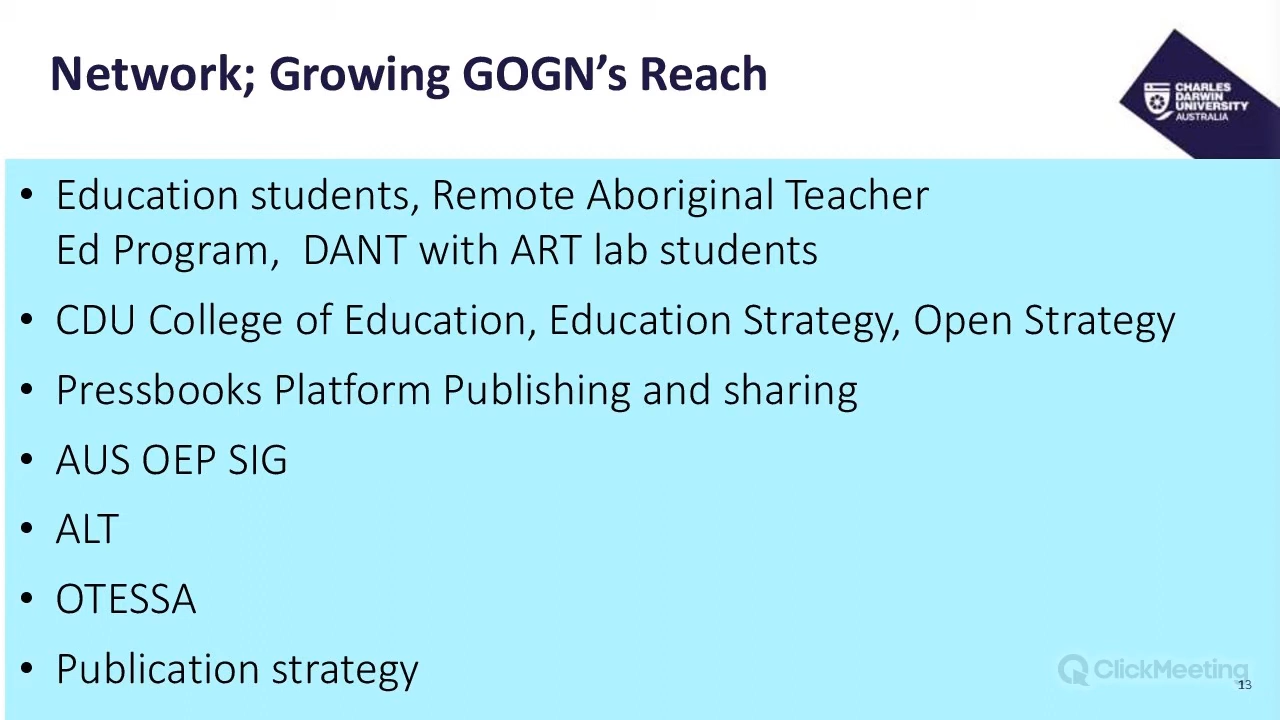 Network; Growing GOGN’s Reach
CHARLES
DARWIN
UNIVERSITY
AUSTRALIA
• Education students, Remote Aboriginal Teacher
Ed Program,  DANT with ART lab students
• CDU College of Education, Education Strategy, Open Strategy
• Pressbooks Platform Publishing and sharing
• AUS OEP SIG
• ALT
• OTESSA
• Publication strategy
ClickMeeting
13